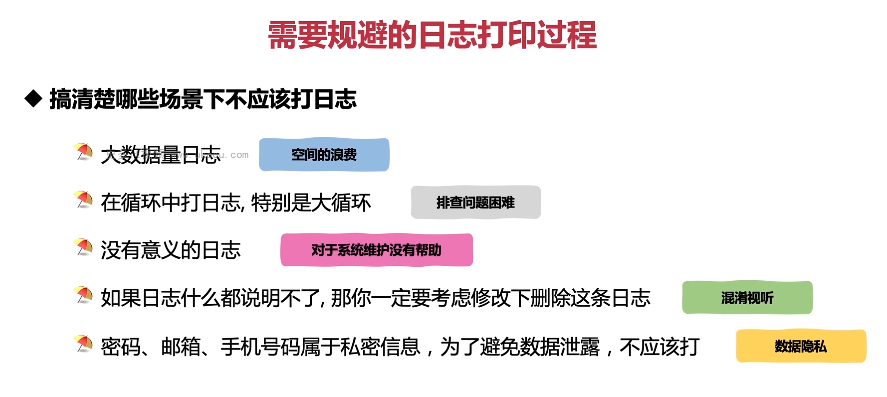 需要规避的日志打印过程
搞清楚哪些场景下不应该打日志
大数据量日志 空间的浪费
在循环中打日志, 特别是大循环 排查问题困难
没有意义的日志 对于系统维护没有帮助
如果日志什么都说明不了, 那你一定要考虑修改下删除这条日志 混淆视听
密码、邮箱、手机号码属于私密信息，为了避免数据泄露，不应该打 数据隐私